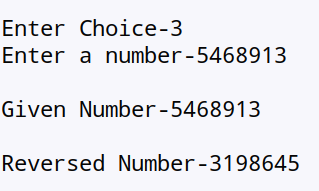 Enter Choice-3
Enter a number-5468913
Given Number-5468913
Reversed Number-3198645